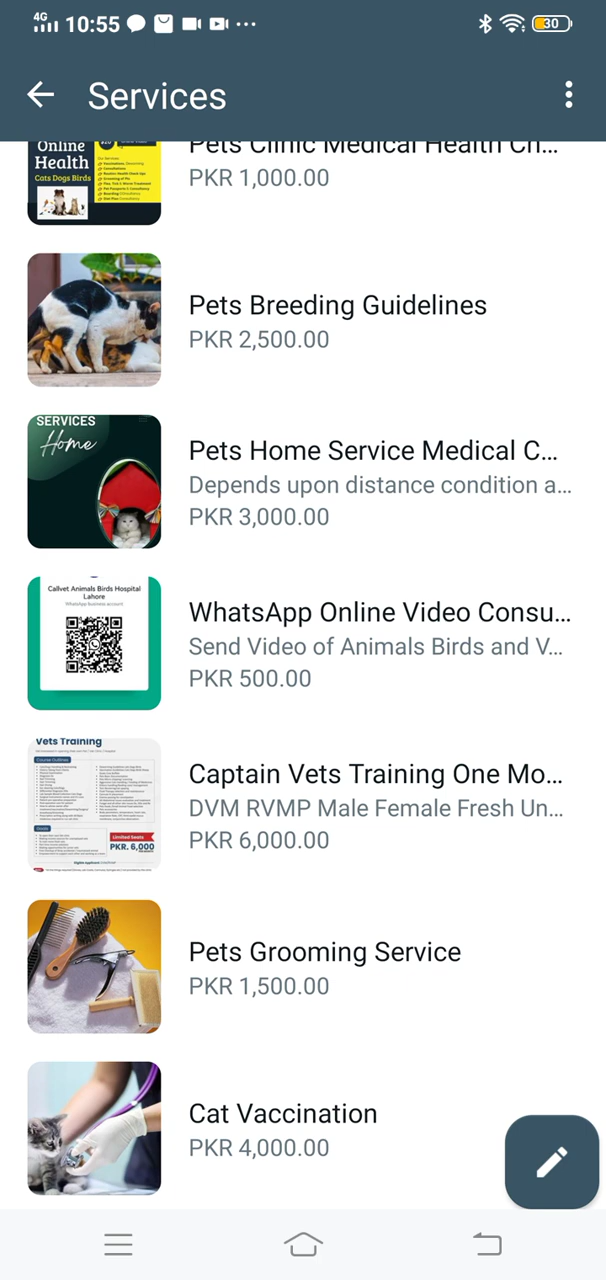 4G 10:55 30
Services
Online
Health
Cats Dogs Birds
Pets Clinic Medical Health Ch...
PKR 1,000.00
Pets Breeding Guidelines
PKR 2,500.00
SERVICES
Home
Pets Home Service Medical C...
Depends upon distance condition a...
PKR 3,000.00
Callvet Animals Birds Hospital
Lahore
WhatsApp business account
WhatsApp Online Video Consu...
Send Video of Animals Birds and V...
PKR 500.00
Vets Training
Course Outlines
Limited Seats
PKR. 6,000
Captain Vets Training One Mo...
DVM RVMP Male Female Fresh Un...
PKR 6,000.00
Pets Grooming Service
PKR 1,500.00
Cat Vaccination
PKR 4,000.00